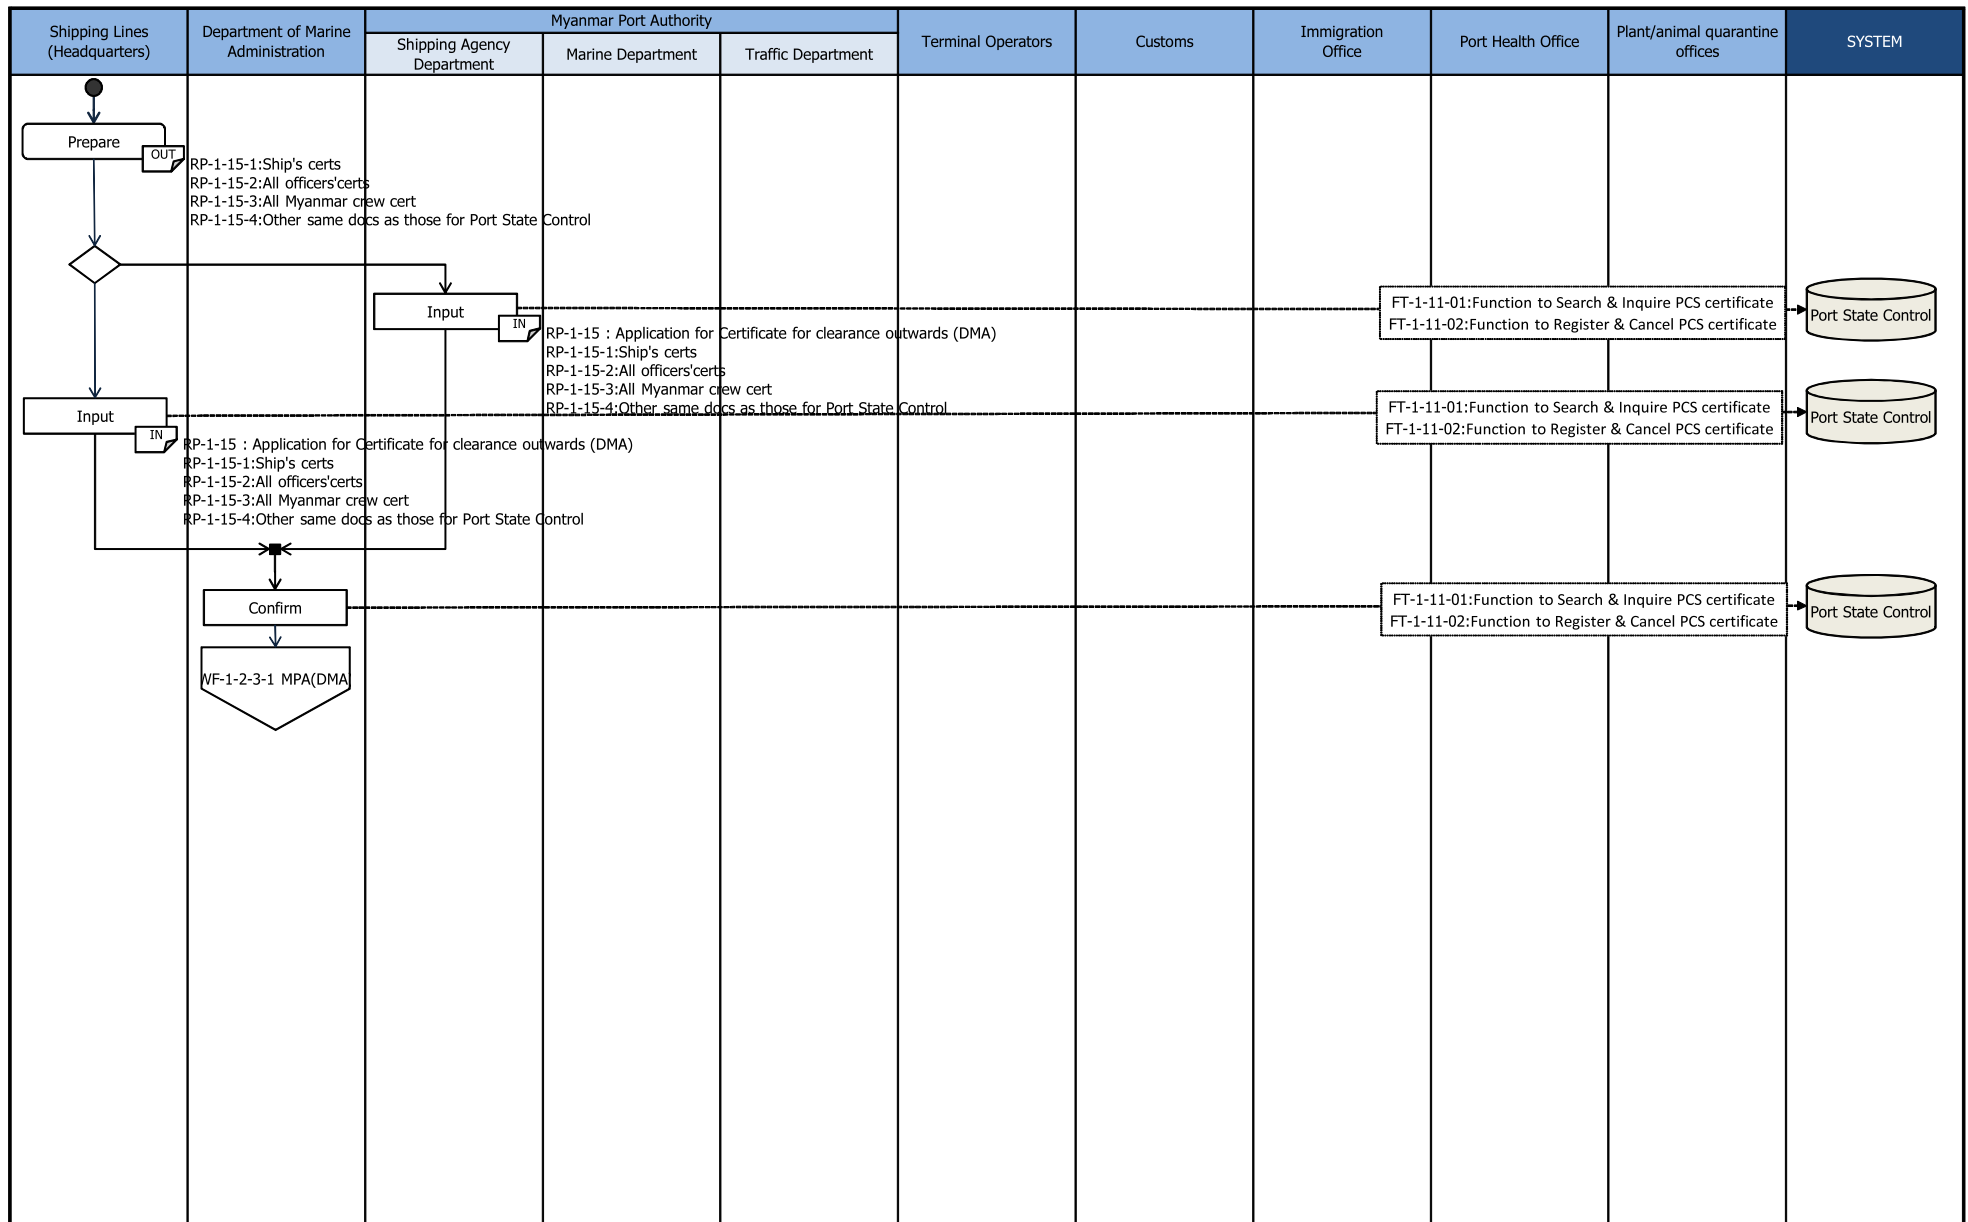 Shipping Lines
(Headquarters)
Department of Marine
Administration
Myanmar Port Authority
Shipping Agency
Department
Marine Department
Traffic Department
Terminal Operators
Customs
Immigration
Office
Port Health Office
Plant/animal quarantine
offices
SYSTEM
Prepare
OUT
RP-1-15-1:Ship's certs
RP-1-15-2:All officers'certs
RP-1-15-3:All Myanmar crew cert
RP-1-15-4:Other same docs as those for Port State Control
Input
IN
RP-1-15 : Application for Certificate for clearance outwards (DMA)
RP-1-15-1:Ship's certs
RP-1-15-2:All officers'certs
RP-1-15-3:All Myanmar crew cert
RP-1-15-4:Other same docs as those for Port State Control
FT-1-11-01:Function to Search & Inquire PCS certificate
FT-1-11-02:Function to Register & Cancel PCS certificate
Port State Control
Input
IN
RP-1-15 : Application for Certificate for clearance outwards (DMA)
RP-1-15-1:Ship's certs
RP-1-15-2:All officers'certs
RP-1-15-3:All Myanmar crew cert
RP-1-15-4:Other same docs as those for Port State Control
FT-1-11-01:Function to Search & Inquire PCS certificate
FT-1-11-02:Function to Register & Cancel PCS certificate
Port State Control
Confirm
FT-1-11-01:Function to Search & Inquire PCS certificate
FT-1-11-02:Function to Register & Cancel PCS certificate
Port State Control
WF-1-2-3-1 MPA(DMA)